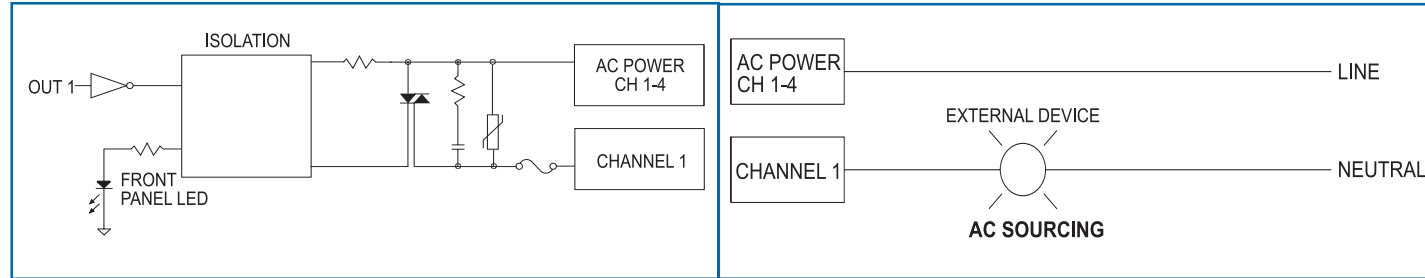 ISOLATION
OUT 1
FRONT
PANEL LED
AC POWER
CH 1-4
CHANNEL 1
AC POWER
CH 1-4
LINE
EXTERNAL DEVICE
CHANNEL 1
NEUTRAL
AC SOURCING